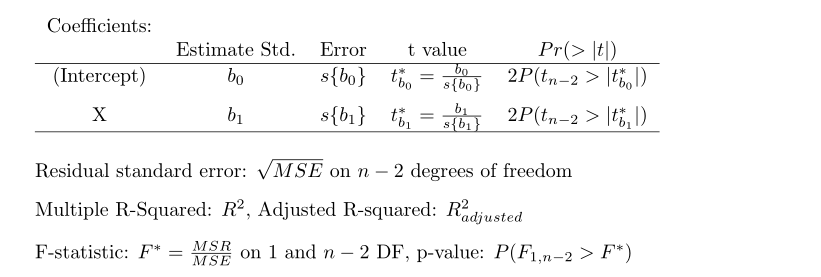 Coefficients:
Estimate Std. Error t value Pr(> |t|)
(Intercept) b₀ s{b₀} t*_{b₀} = b₀/s{b₀} 2P(t_{n−2} > |t*_{b₀}|)
X b₁ s{b₁} t*_{b₁} = b₁/s{b₁} 2P(t_{n−2} > |t*_{b₁}|)
Residual standard error: √MSE on n − 2 degrees of freedom
Multiple R-Squared: R², Adjusted R-squared: R²_{adjusted}
F-statistic: F* = MSR/MSE on 1 and n − 2 DF, p-value: P(F_{1,n−2} > F*)